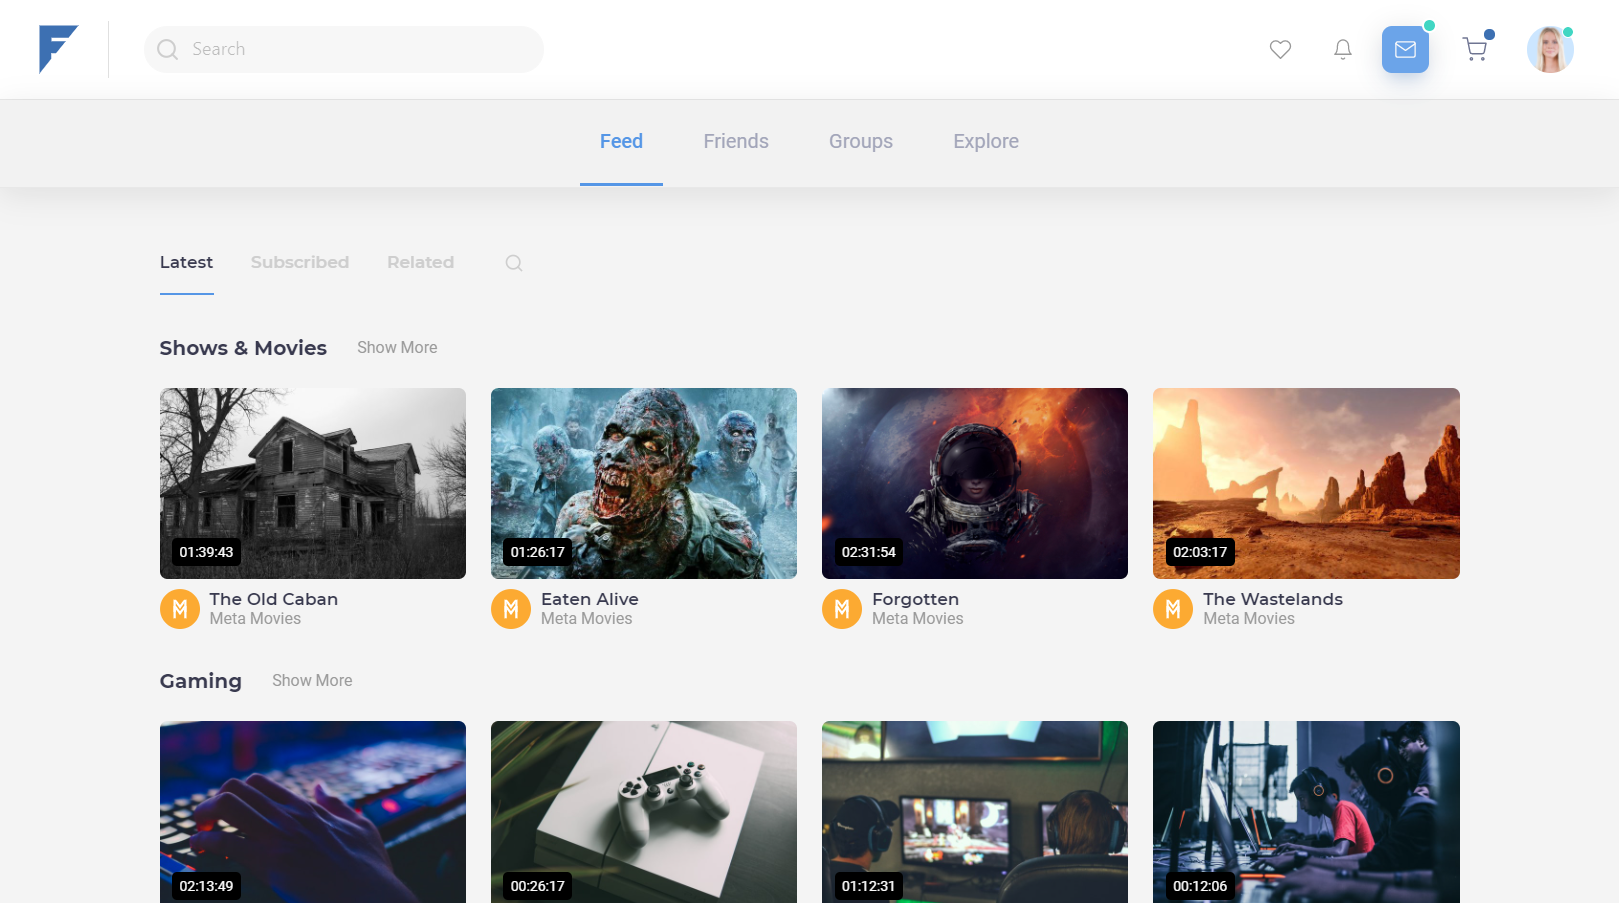 Search
Feed Friends Groups Explore
Latest Subscribed Related
Shows & Movies Show More
01:39:43 01:26:17 02:31:54 02:03:17
The Old Caban Eaten Alive Forgotten The Wastelands
Meta Movies Meta Movies Meta Movies Meta Movies
Gaming Show More
02:13:49 00:26:17 01:12:31 00:12:06